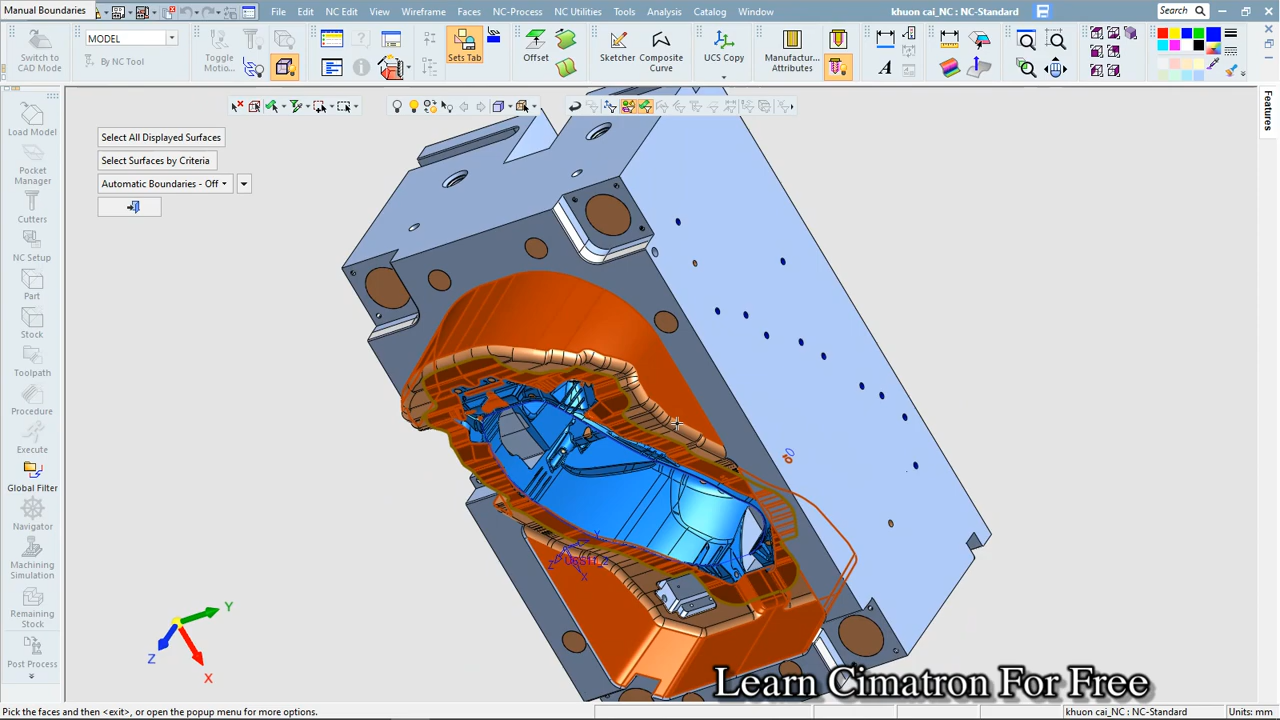 Manual Boundaries
File Edit NC Edit Views Wireframe Faces NC-Process NC Utilities Tools Analysis Catalog Window
khuon cai_NC : NC-Standard
Search
Switch to CAD Mode
MODEL
By NC Tool
Toggle Motio...
Sets Tab
Offset
Sketcher
Composite Curve
UCS Copy
Manufactur... Attributes
Load Model
Pocket Manager
Cutters
NC Setup
Part
Stock
Toolpath
Procedure
Execute
Global Filter
Navigator
Machining Simulation
Remaining Stocks
Post Process
Select All Displayed Surfaces
Select Surfaces by Criteria
Automatic Boundaries - Off
Features
Y
Z
X
Y
Z
X
Learn Cimatron For Free
Pick the faces and then <exit>, or open the popup menu for more options.
khuon cai_NC : NC-Standard
Units: mm